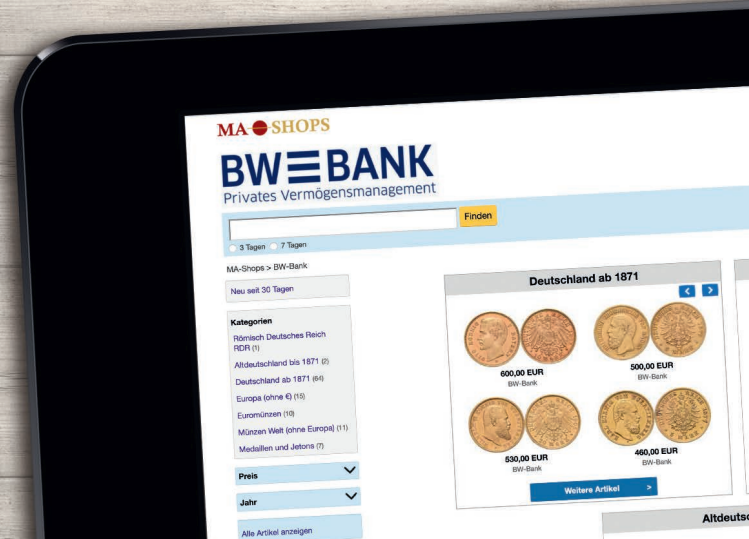 MA SHOPS
BW BANK
Privates Vermögensmanagement
Finden
3 Tagen 7 Tagen
MA-Shops > BW-Bank
Neu seit 30 Tagen
Kategorien
Römisch Deutsches Reich
RDR (1)
Altdeutschland bis 1871 (2)
Deutschland ab 1871 (64)
Europa (ohne €) (15)
Euromünzen (10)
Münzen Welt (ohne Europa) (11)
Medaillen und Jetons (7)
Preis
Jahr
Alle Artikel anzeigen
Deutschland ab 1871
600,00 EUR
BW-Bank
500,00 EUR
BW-Bank
530,00 EUR
BW-Bank
460,00 EUR
BW-Bank
Weitere Artikel >